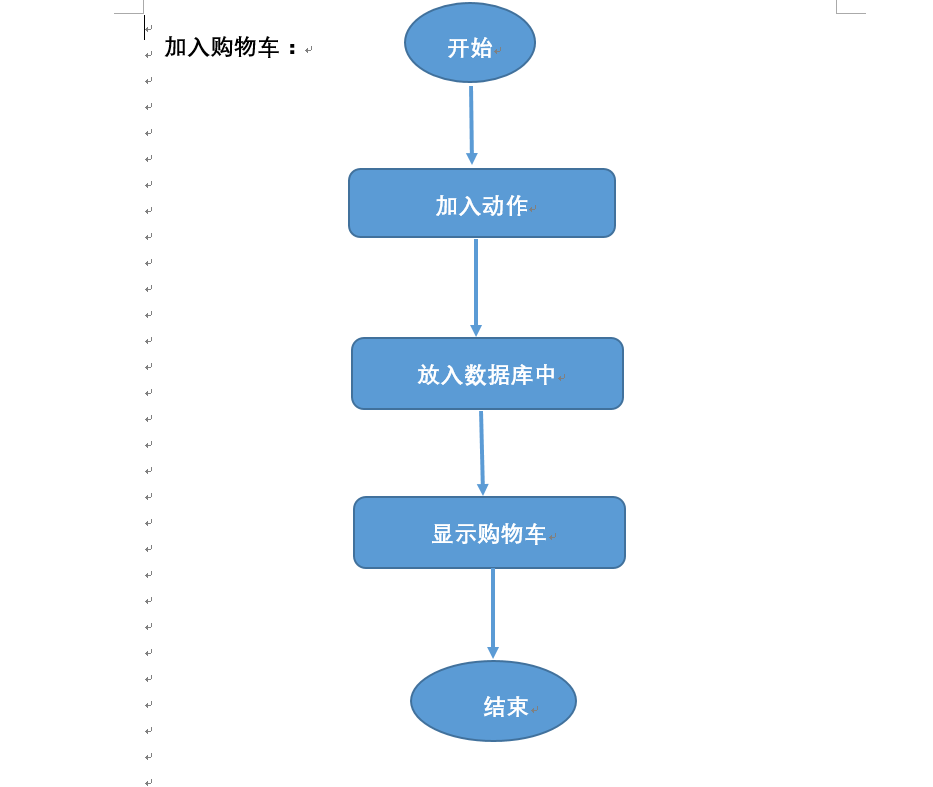 加入购物车：
开始
加入动作
放入数据库中
显示购物车
结束